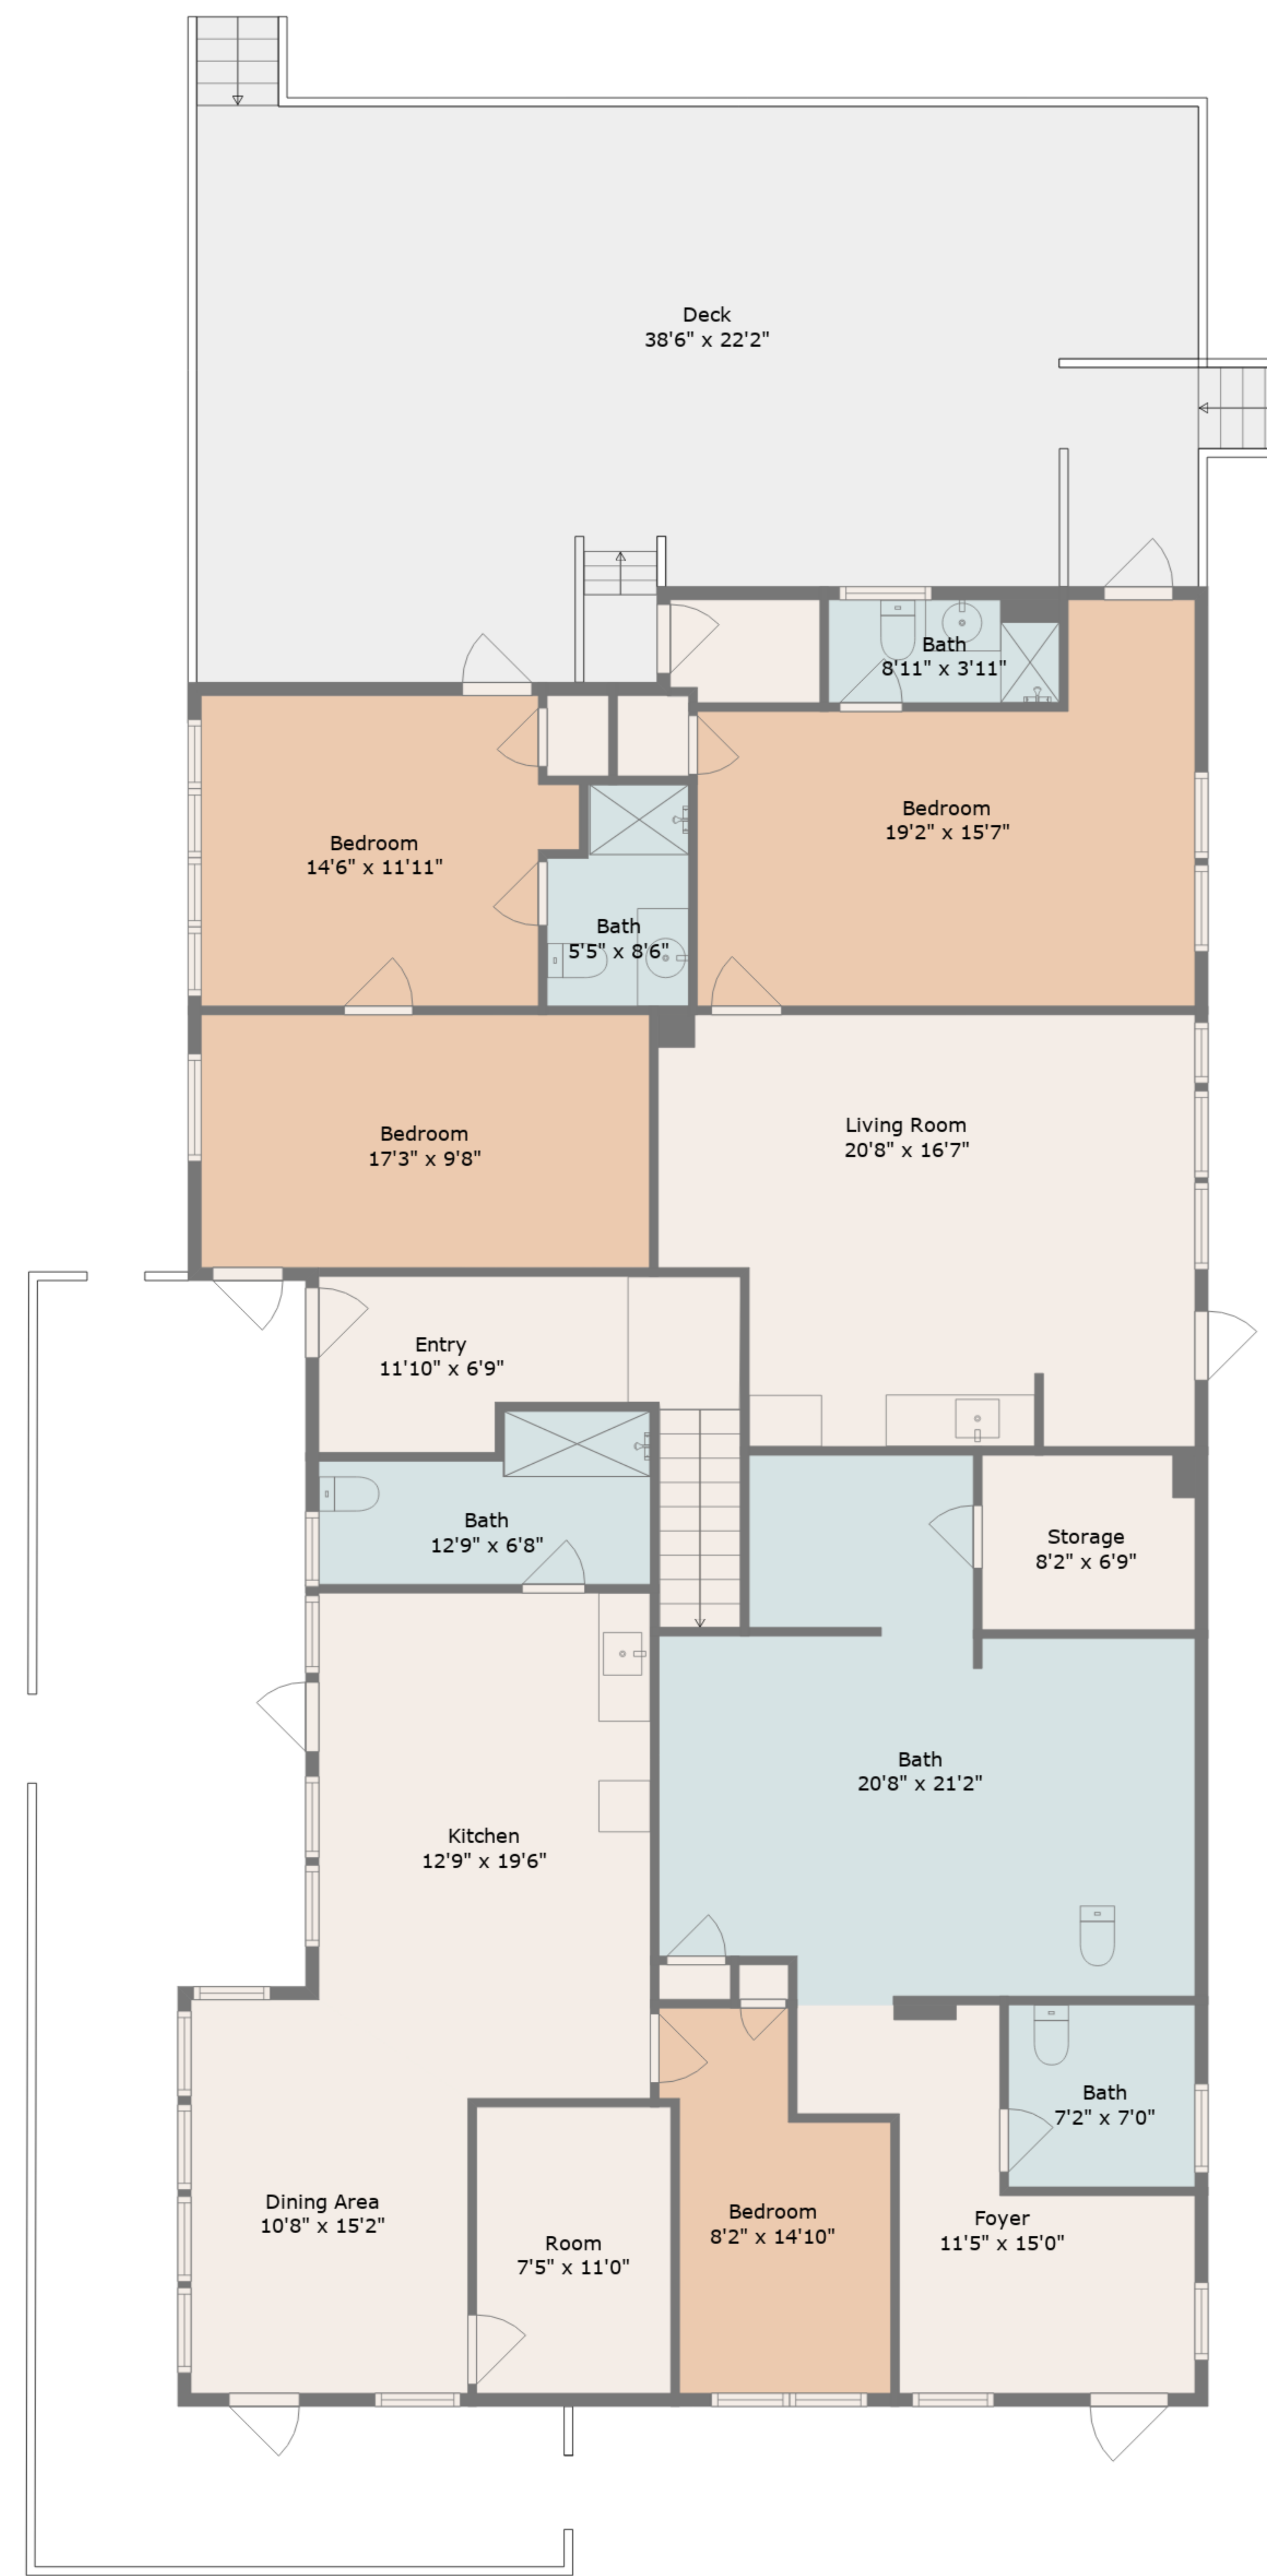 Deck
38'6" x 22'2"
Bath
8'11" x 3'11"
Bedroom
19'2" x 15'7"
Bedroom
14'6" x 11'11"
Bath
5'5" x 8'6"
Living Room
20'8" x 16'7"
Bedroom
17'3" x 9'8"
Entry
11'10" x 6'9"
Bath
12'9" x 6'8"
Storage
8'2" x 6'9"
Bath
20'8" x 21'2"
Kitchen
12'9" x 19'6"
Bath
7'2" x 7'0"
Dining Area
10'8" x 15'2"
Room
7'5" x 11'0"
Bedroom
8'2" x 14'10"
Foyer
11'5" x 15'0"